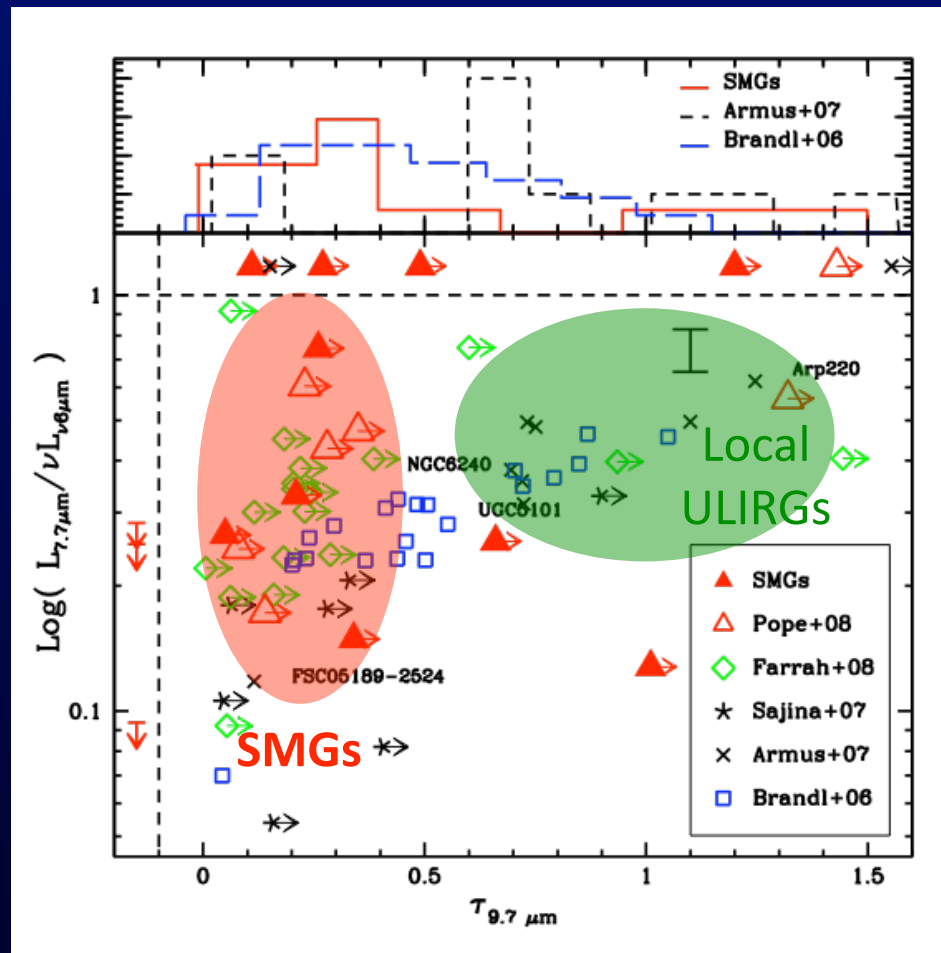 SMGs
Armus+07
Brandl+06
1
0.1
Log( L7.7μm/νLν6μm)
Arp220
NGC6240
Local
ULIRGs
UGC5101
FSC05189-2524
SMGs
SMGs
Pope+08
Farrah+08
Sajina+07
Armus+07
Brandl+06
0
0.5
1
1.5
τ9.7 μm